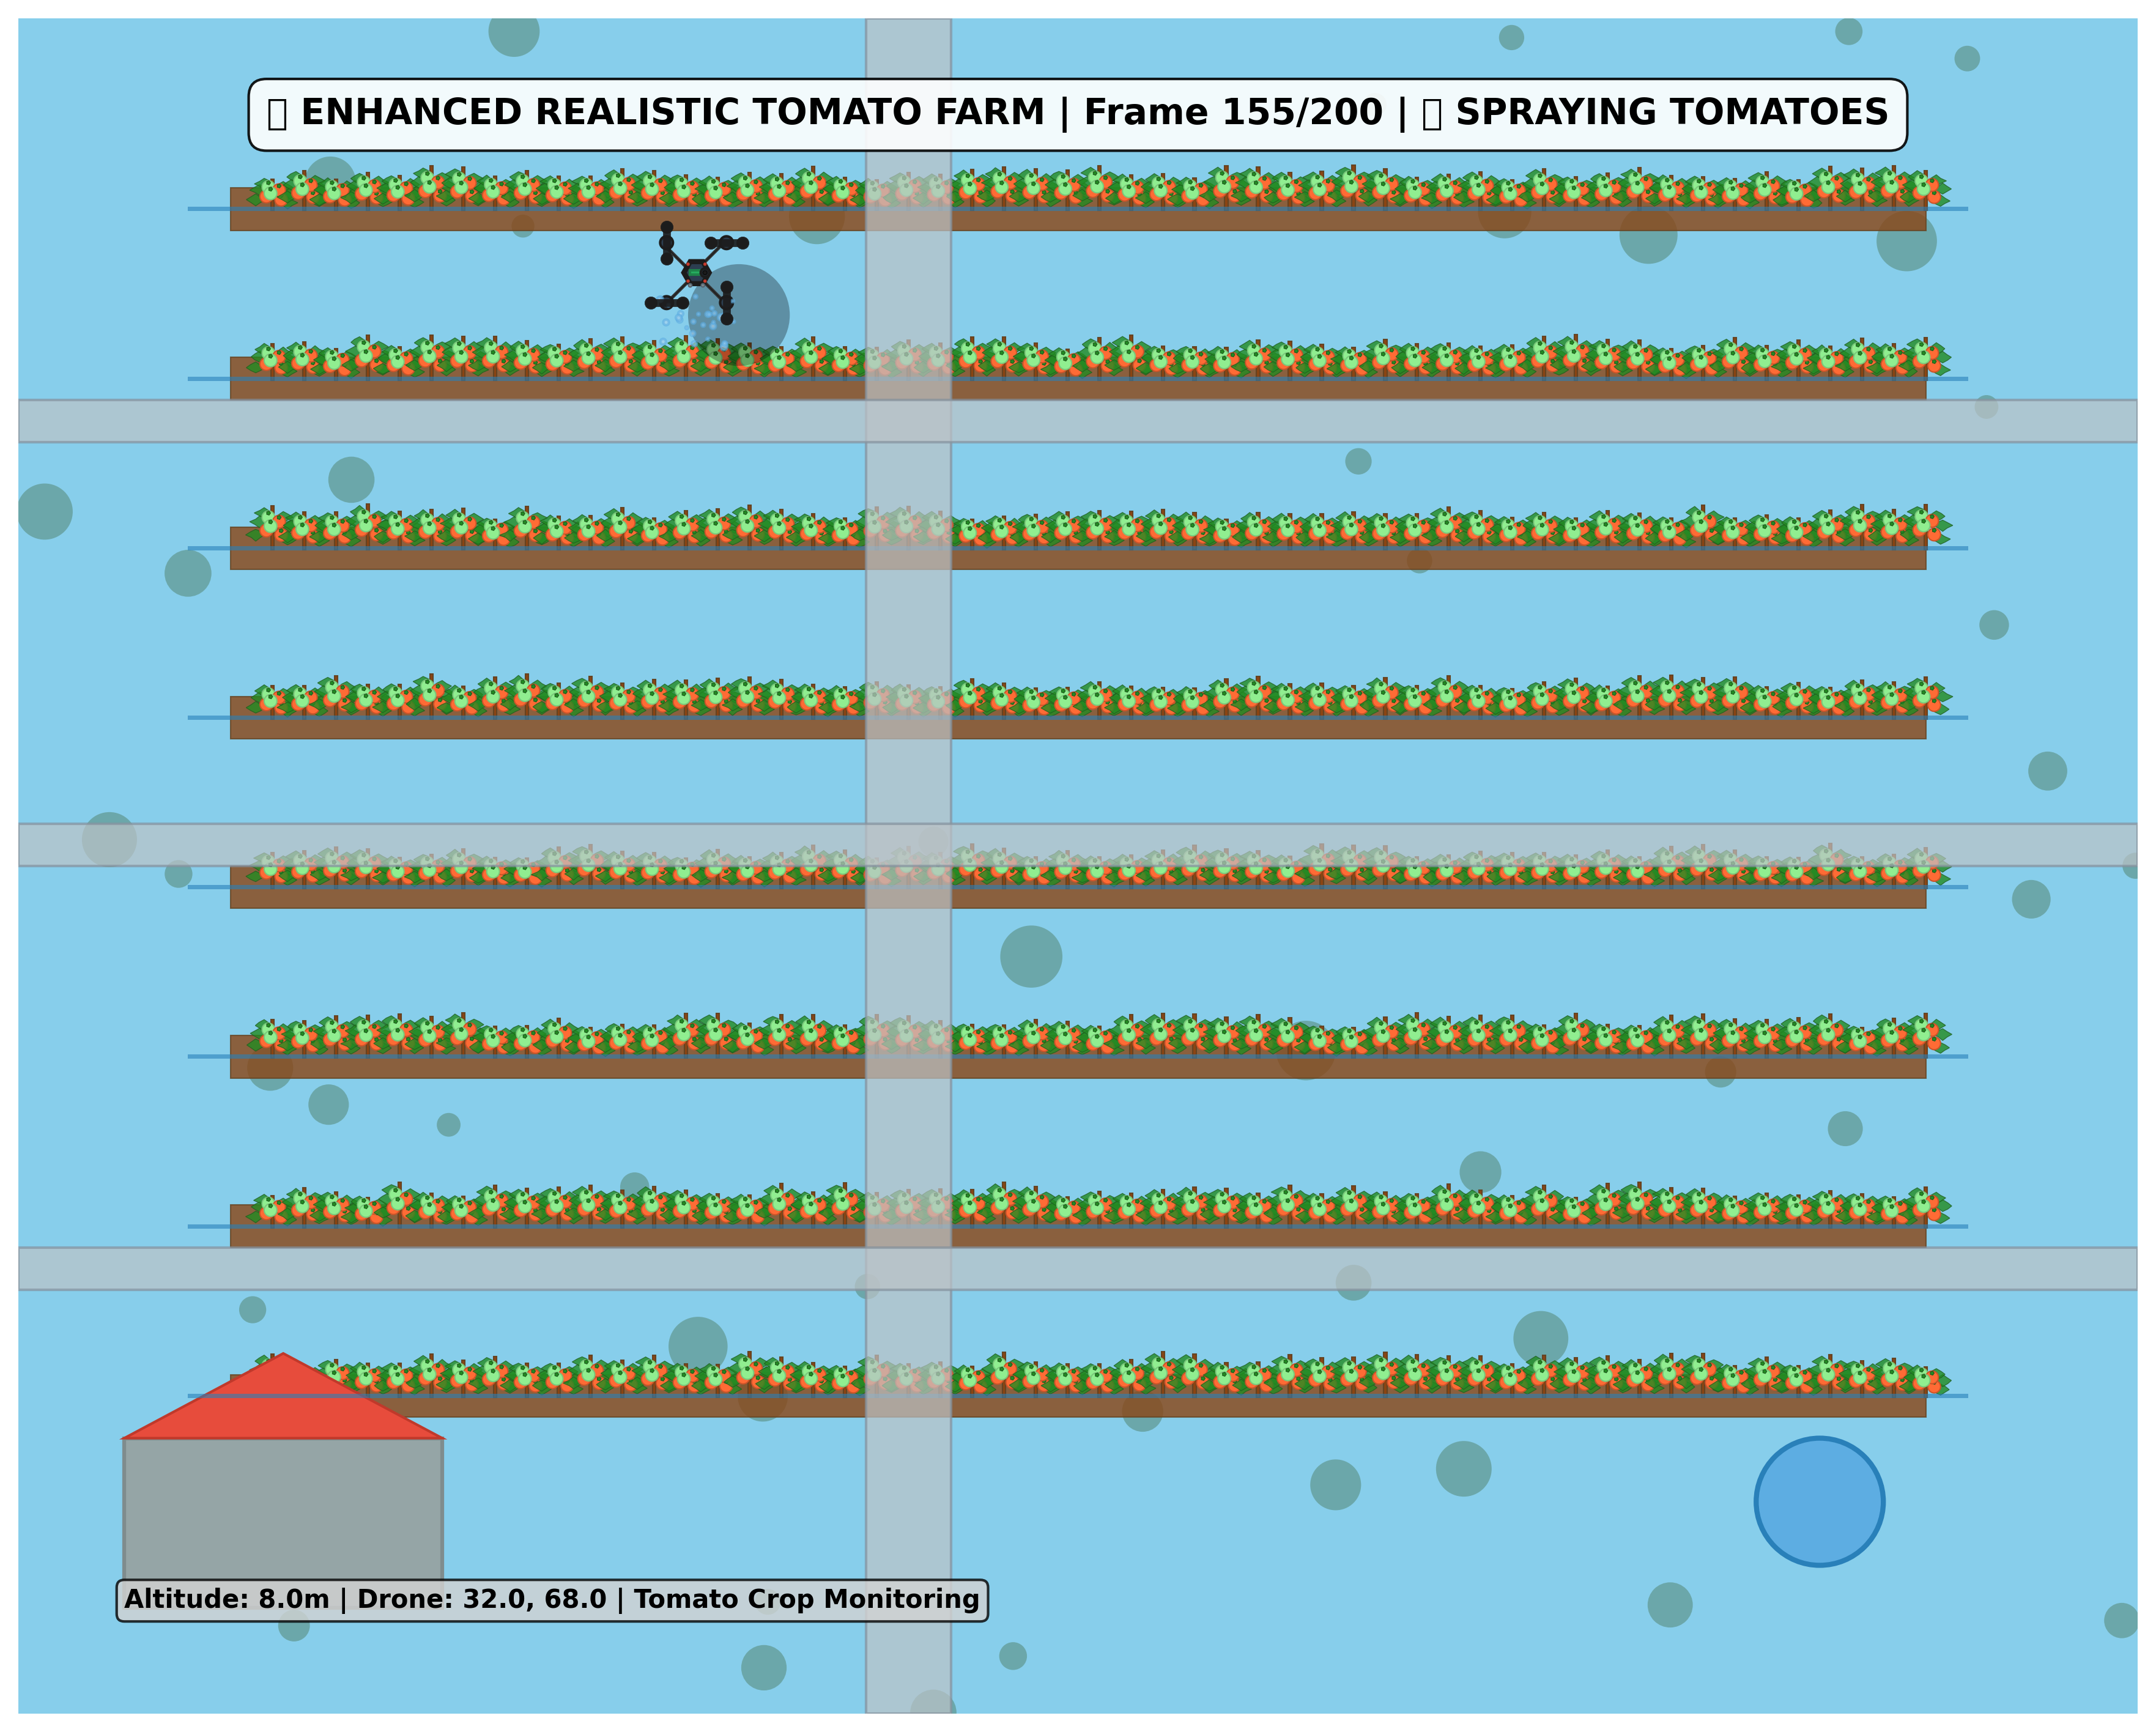 ▯ ENHANCED REALISTIC TOMATO FARM | Frame 155/200 | ▯ SPRAYING TOMATOES
Altitude: 8.0m | Drone: 32.0, 68.0 | Tomato Crop Monitoring